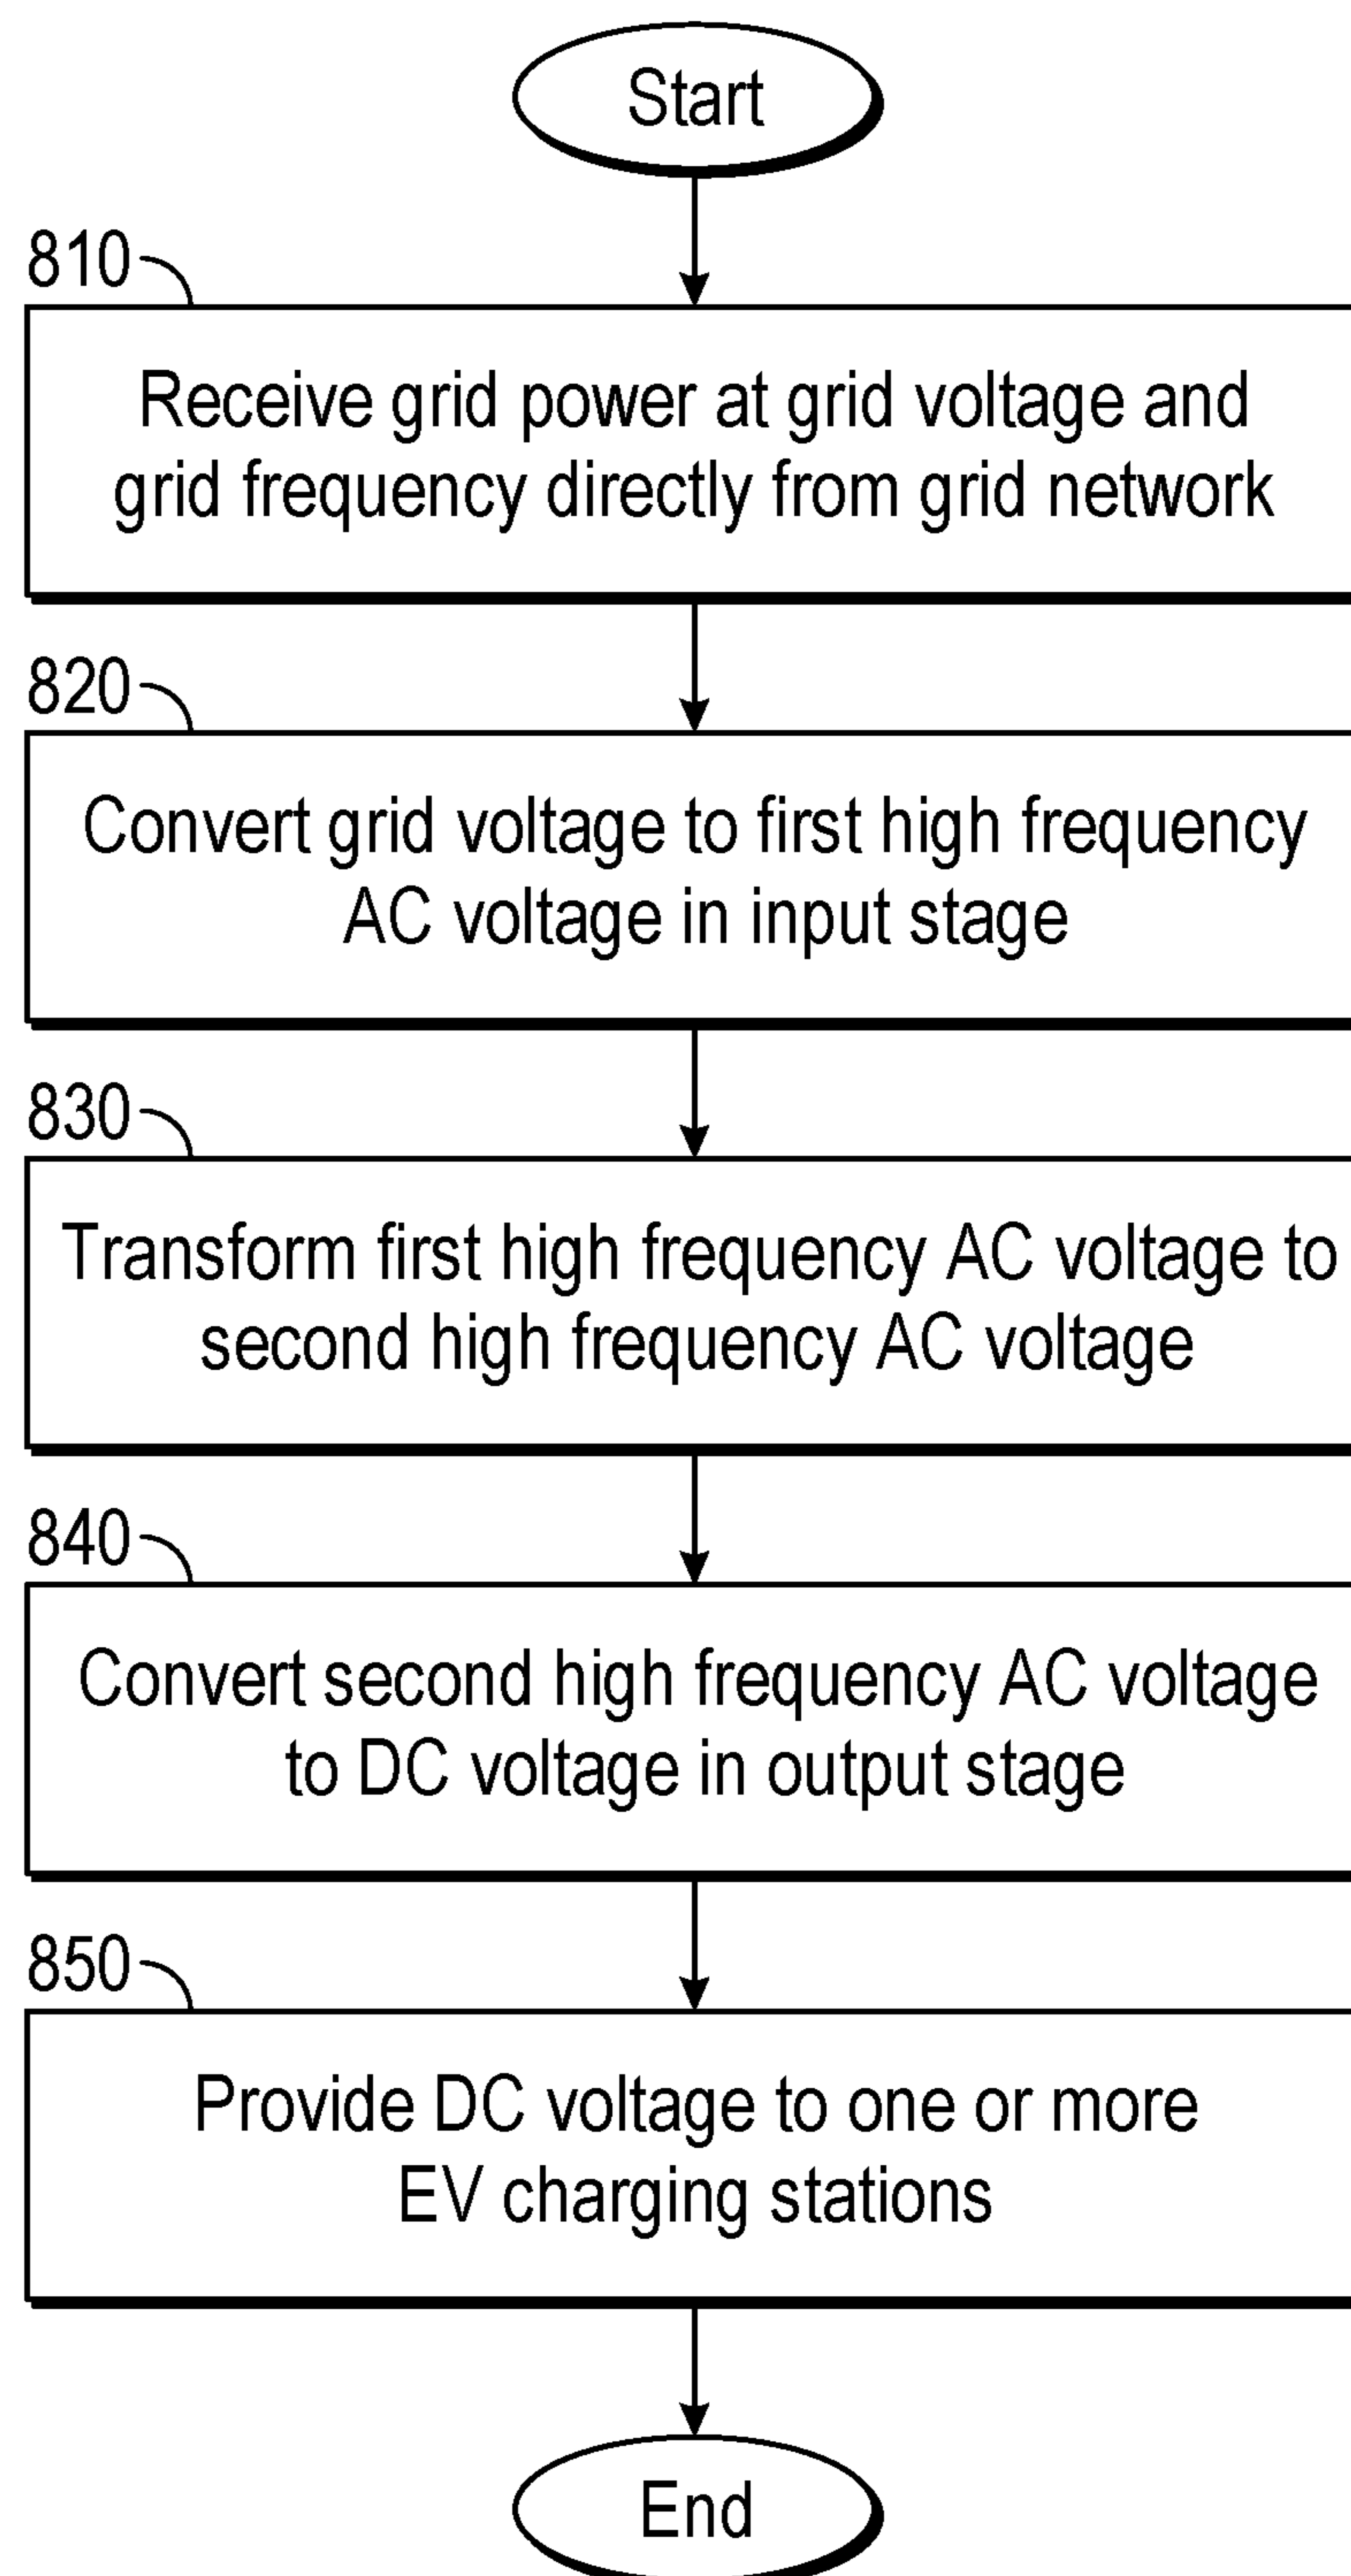 Start
810
Receive grid power at grid voltage and
grid frequency directly from grid network
820
Convert grid voltage to first high frequency
AC voltage in input stage
830
Transform first high frequency AC voltage to
second high frequency AC voltage
840
Convert second high frequency AC voltage
to DC voltage in output stage
850
Provide DC voltage to one or more
EV charging stations
End